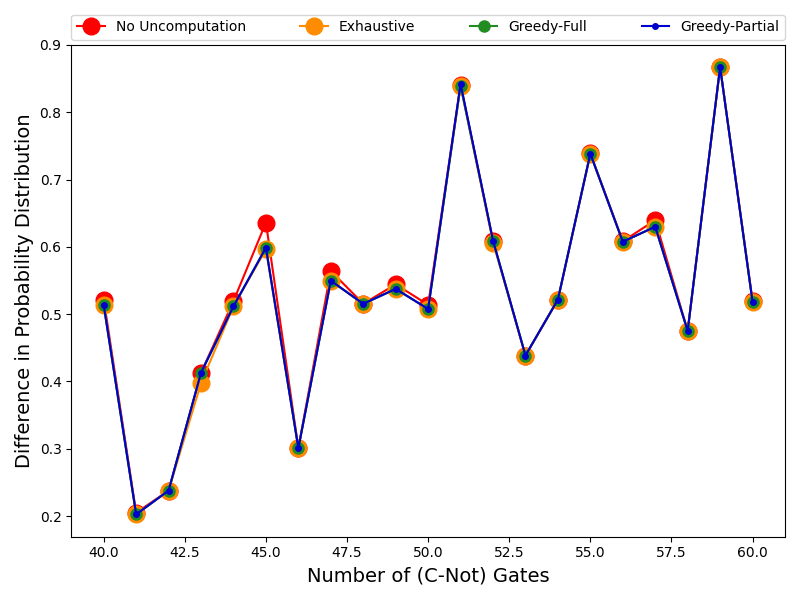 No Uncomputation Exhaustive Greedy-Full Greedy-Partial
0.9
0.8
0.7
0.6
0.5
0.4
0.3
0.2
Difference in Probability Distribution
40.0 42.5 45.0 47.5 50.0 52.5 55.0 57.5 60.0
Number of (C-Not) Gates